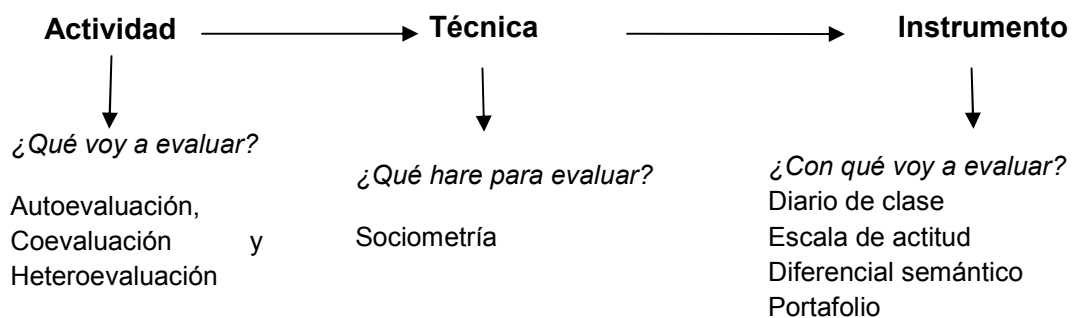 Actividad
Técnica
Instrumento
¿Qué voy a evaluar?
Autoevaluación,
Coevaluación y
Heteroevaluación
¿Qué hare para evaluar?
Sociometría
¿Con qué voy a evaluar?
Diario de clase
Escala de actitud
Diferencial semántico
Portafolio